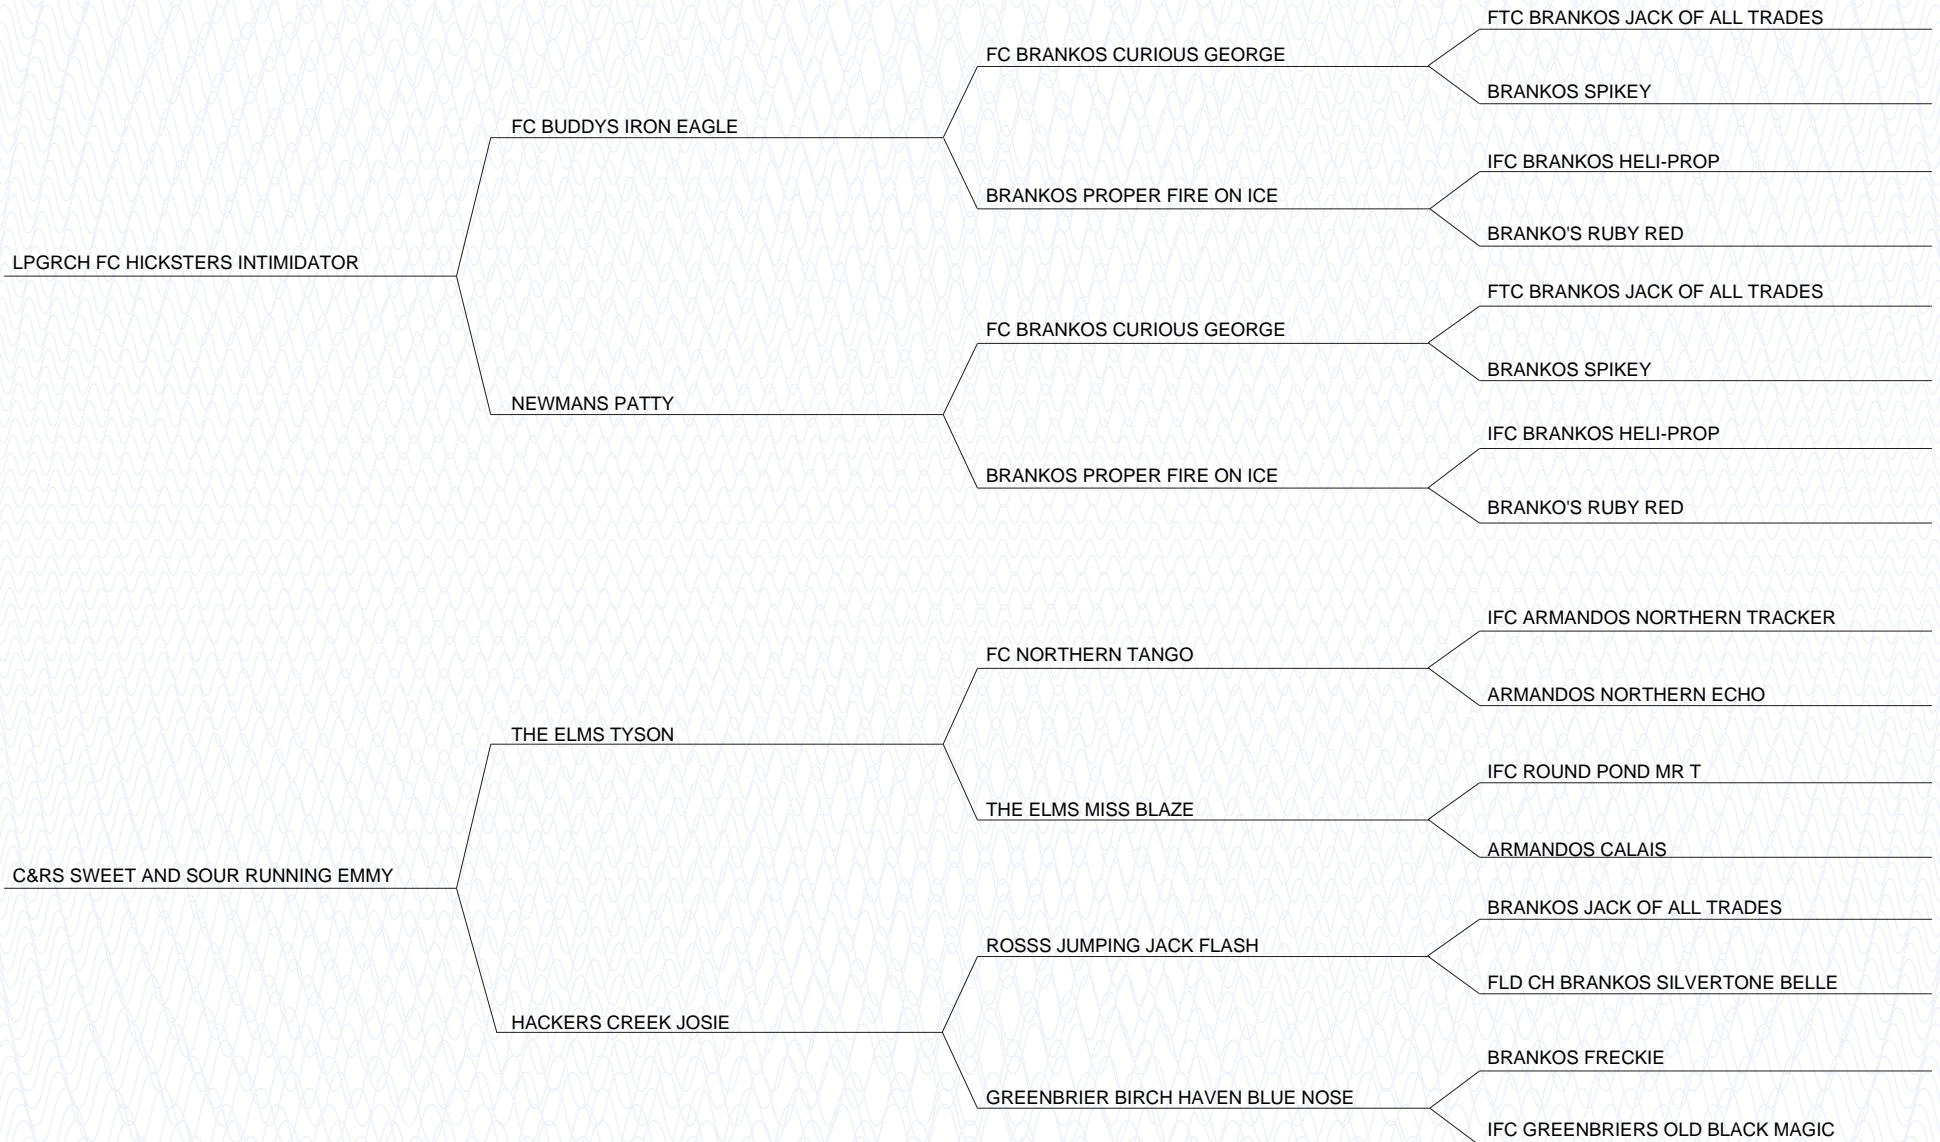 FTC BRANKOS JACK OF ALL TRADES
FC BRANKOS CURIOUS GEORGE
BRANKOS SPIKEY
FC BUDDYS IRON EAGLE
IFC BRANKOS HELI-PROP
BRANKOS PROPER FIRE ON ICE
BRANKO'S RUBY RED
LPGRCH FC HICKSTERS INTIMIDATOR
FTC BRANKOS JACK OF ALL TRADES
FC BRANKOS CURIOUS GEORGE
BRANKOS SPIKEY
NEWMANS PATTY
IFC BRANKOS HELI-PROP
BRANKOS PROPER FIRE ON ICE
BRANKO'S RUBY RED
IFC ARMANDOS NORTHERN TRACKER
FC NORTHERN TANGO
ARMANDOS NORTHERN ECHO
THE ELMS TYSON
IFC ROUND POND MR T
THE ELMS MISS BLAZE
ARMANDOS CALAIS
C&RS SWEET AND SOUR RUNNING EMMY
BRANKOS JACK OF ALL TRADES
ROSSS JUMPING JACK FLASH
FLD CH BRANKOS SILVERTONE BELLE
HACKERS CREEK JOSIE
BRANKOS FRECKIE
GREENBRIER BIRCH HAVEN BLUE NOSE
IFC GREENBRIERS OLD BLACK MAGIC